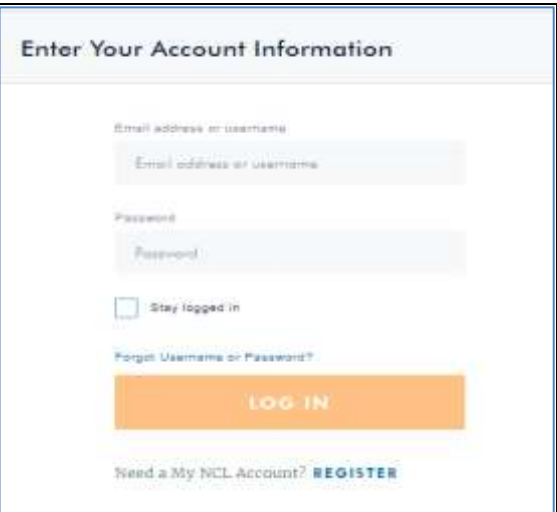 Enter Your Account Information
Email address or username
Email address or username
Password
Password
Stay logged in
Forgot Username or Password?
LOG IN
Need a My NCL Account? REGISTER